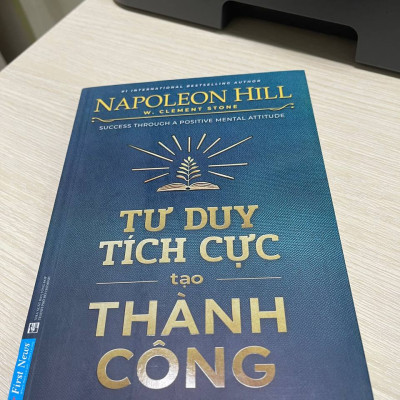 #1 INTERNATIONAL BESTSELLING AUTHOR
NAPOLEON HILL
W. CLEMENT STONE
SUCCESS THROUGH A POSITIVE MENTAL ATTITUDE
TƯ DUY
TÍCH CỰC
tạo
THÀNH
CÔNG
First News